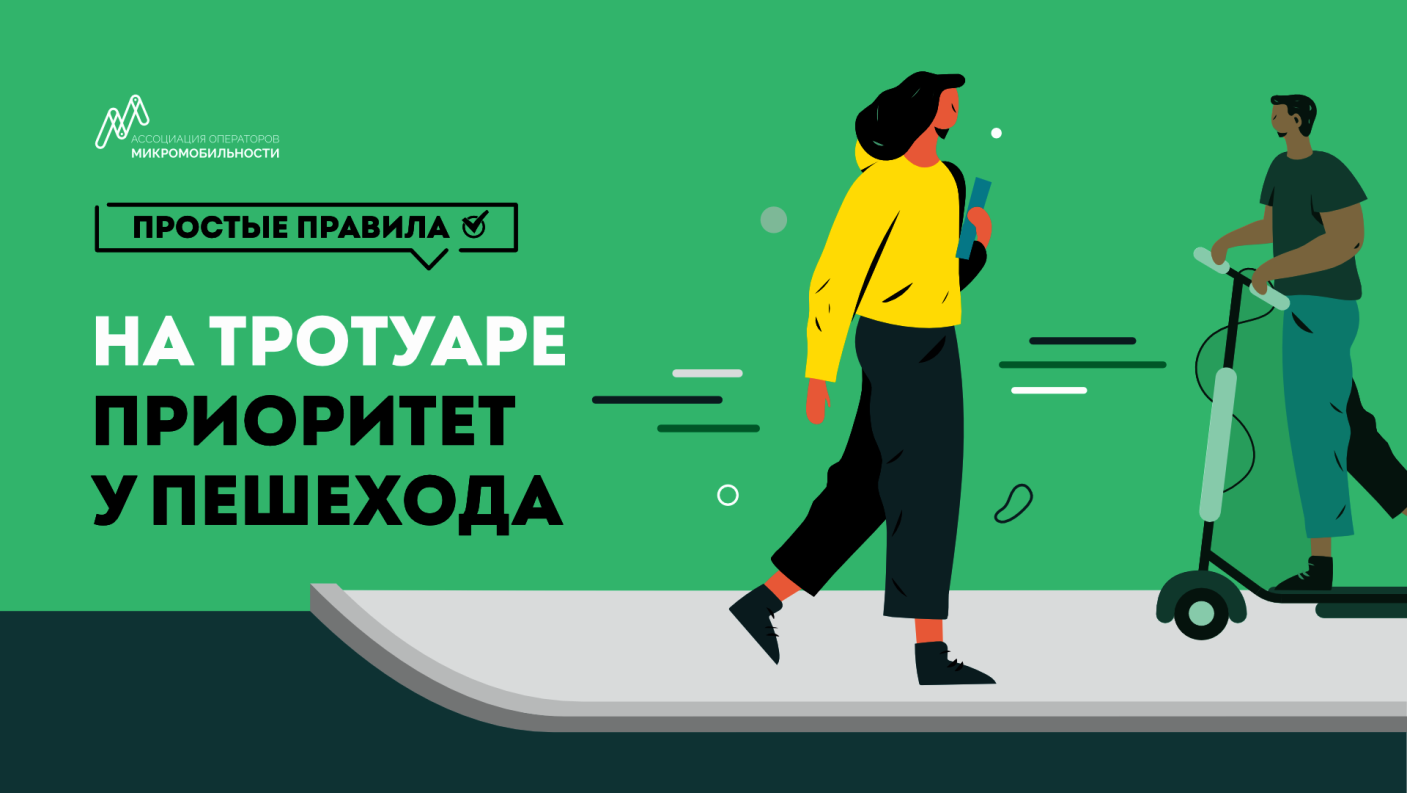 АССОЦИАЦИЯ ОПЕРАТОРОВ
МИКРОМОБИЛЬНОСТИ
ПРОСТЫЕ ПРАВИЛА
НА ТРОТУАРЕ
ПРИОРИТЕТ
У ПЕШЕХОДА